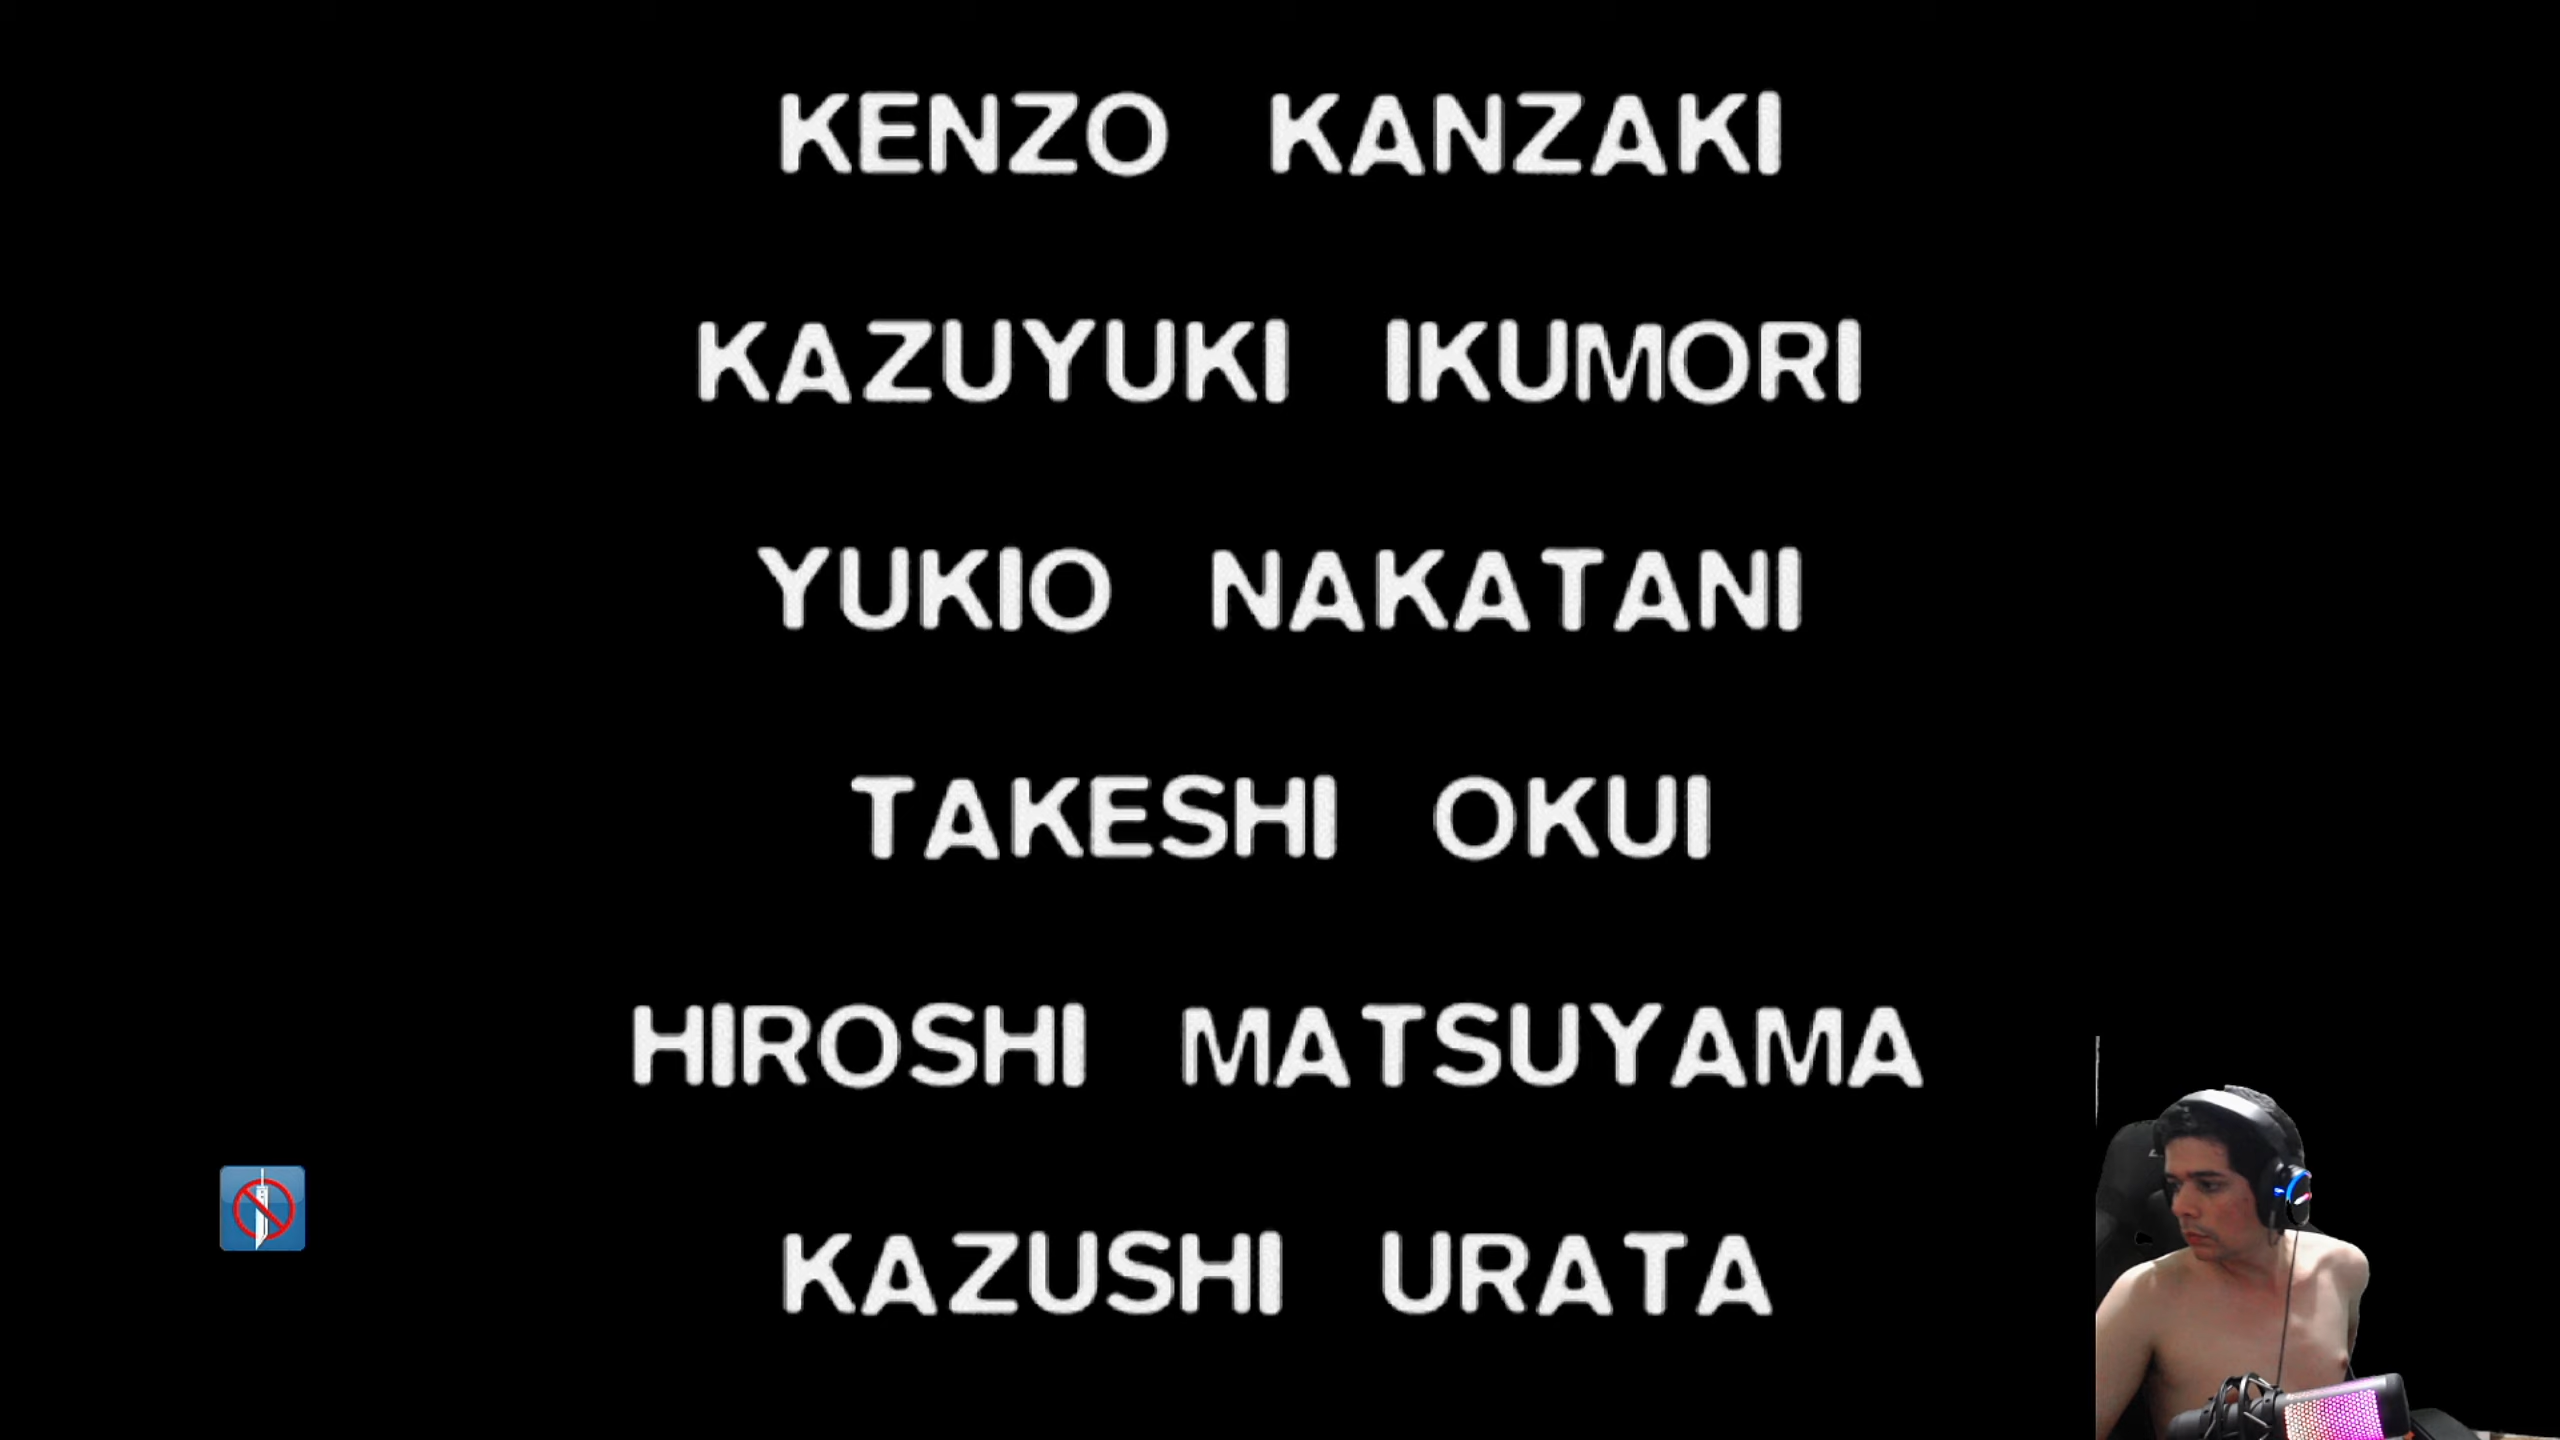 KENZO KANZAKI
KAZUYUKI IKUMORI
YUKIO NAKATANI
TAKESHI OKUI
HIROSHI MATSUYAMA
KAZUSHI URATA